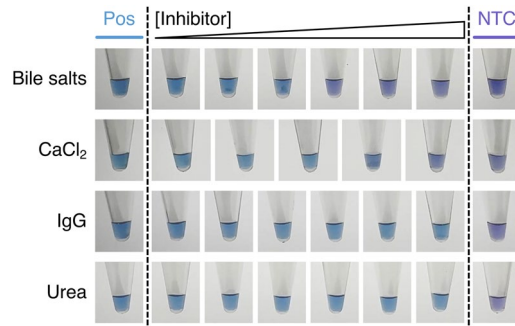 Pos [Inhibitor] NTC
Bile salts
CaCl₂
IgG
Urea